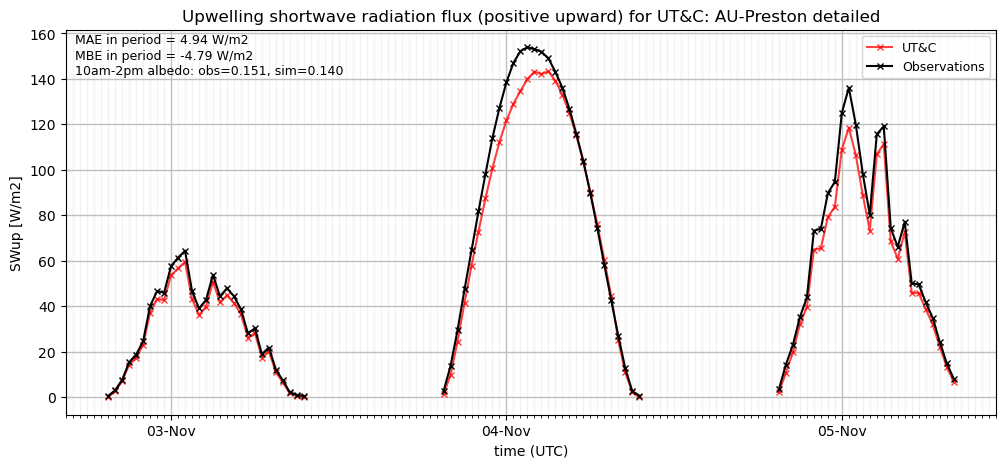 Upwelling shortwave radiation flux (positive upward) for UT&C: AU-Preston detailed
MAE in period = 4.94 W/m2
MBE in period = -4.79 W/m2
10am-2pm albedo: obs=0.151, sim=0.140
UT&C
Observations
SWup [W/m2]
160
140
120
100
80
60
40
20
0
03-Nov
04-Nov
05-Nov
time (UTC)